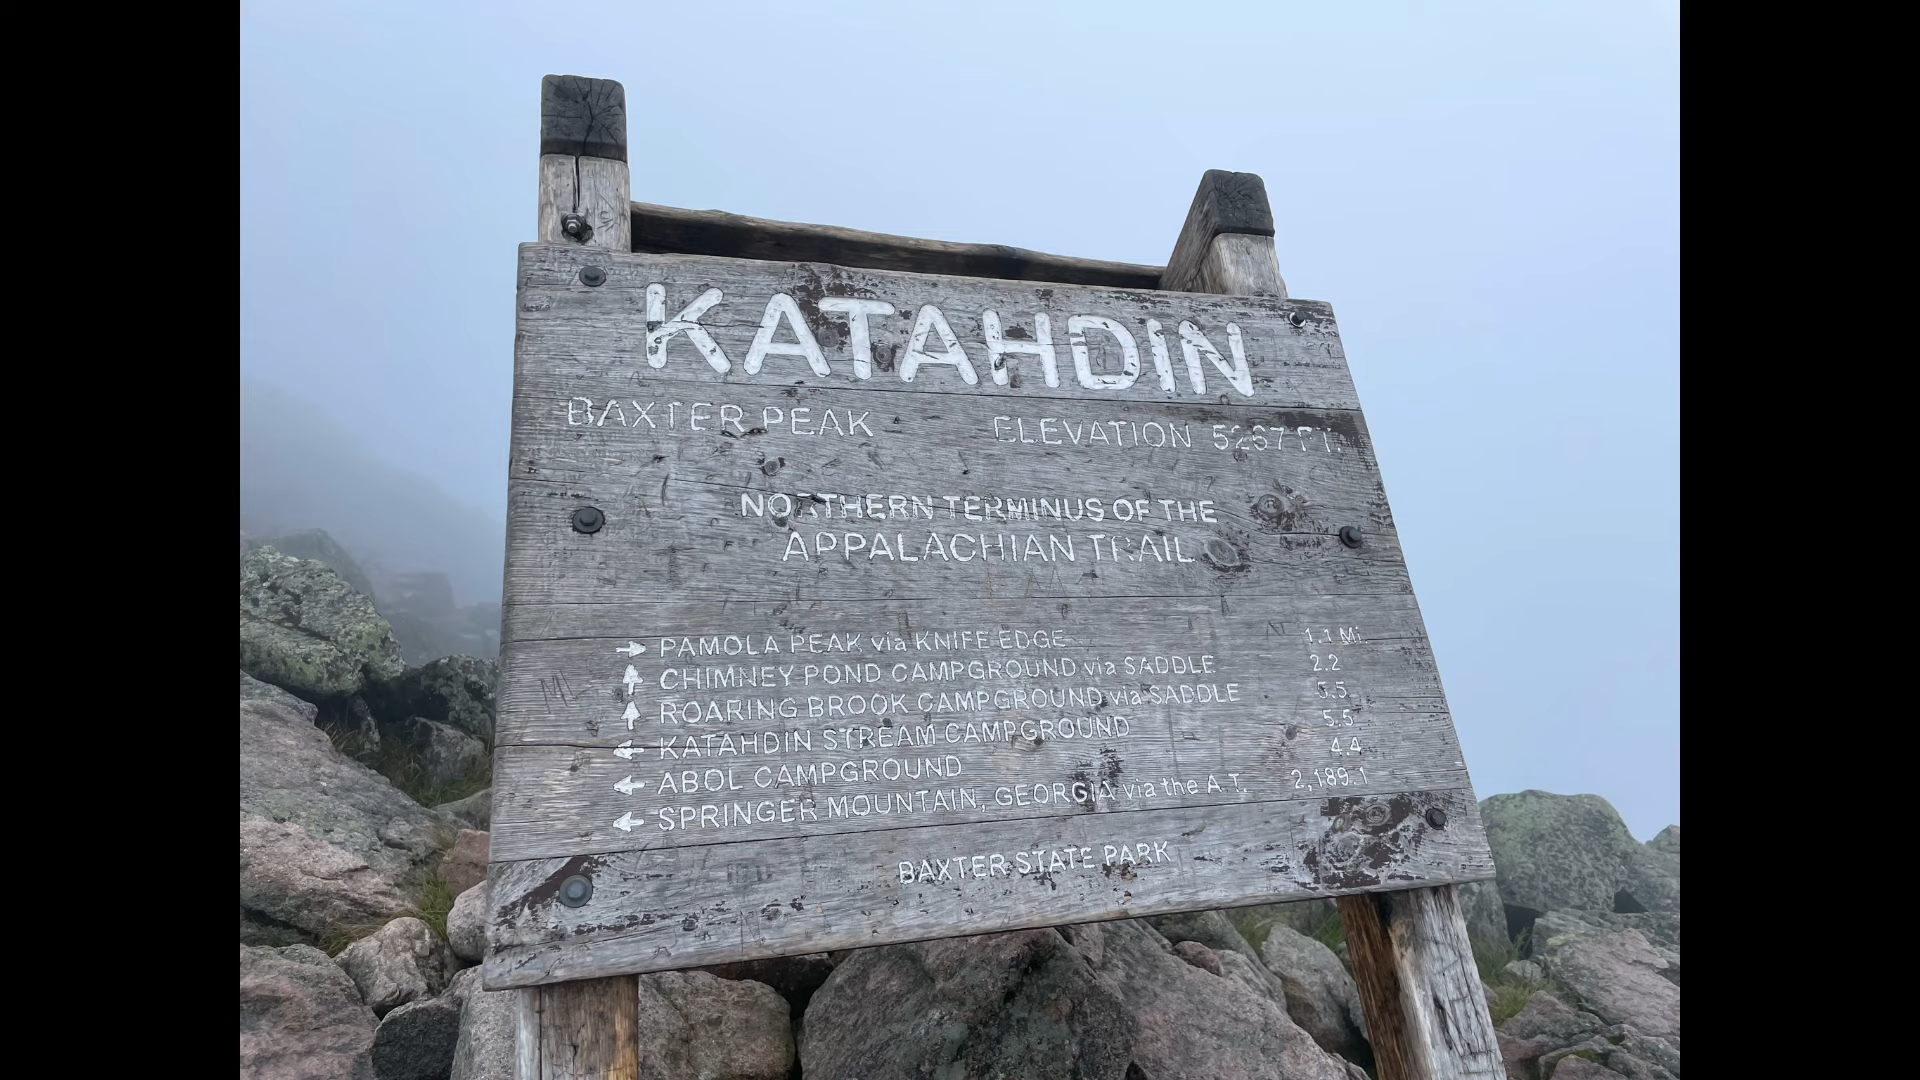 KATAHDIN
BAXTER PEAK ELEVATION 5267 FT.
NORTHERN TERMINUS OF THE
APPALACHIAN TRAIL
→ PAMOLA PEAK via KNIFE EDGE 1.1 Mi.
↑ CHIMNEY POND CAMPGROUND via SADDLE 2.2
↑ ROARING BROOK CAMPGROUND via SADDLE 5.5
← KATAHDIN STREAM CAMPGROUND 5.5
← ABOL CAMPGROUND 4.4
← SPRINGER MOUNTAIN, GEORGIA via the A.T. 2,189.1
BAXTER STATE PARK